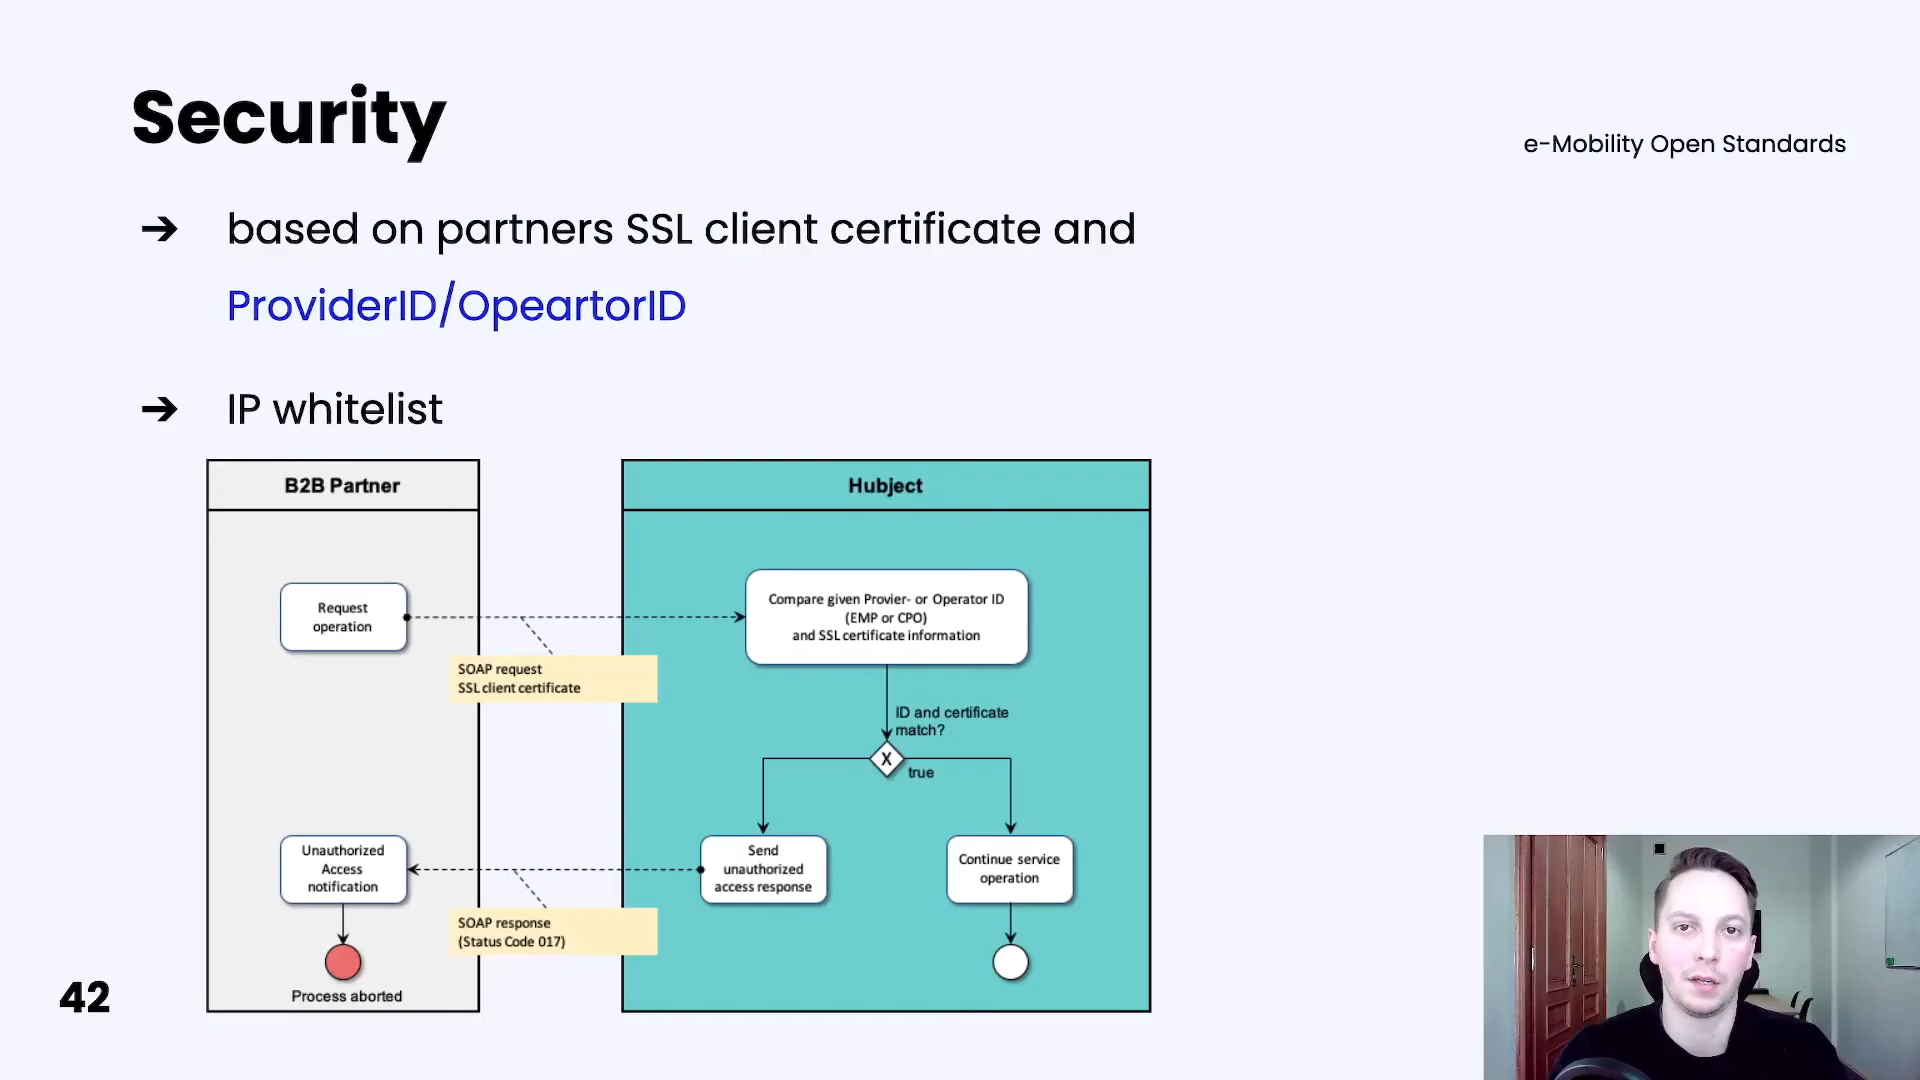 Security
e-Mobility Open Standards
➔ based on partners SSL client certificate and
ProviderID/OpeartorID
➔ IP whitelist
B2B Partner
Hubject
Request
operation
Compare given Provier- or Operator ID
(EMP or CPO)
and SSL certificate information
SOAP request
SSL client certificate
ID and certificate
match?
X
true
Unauthorized
Access
notification
Send
unauthorized
access response
Continue service
operation
SOAP response
(Status Code 017)
Process aborted
42